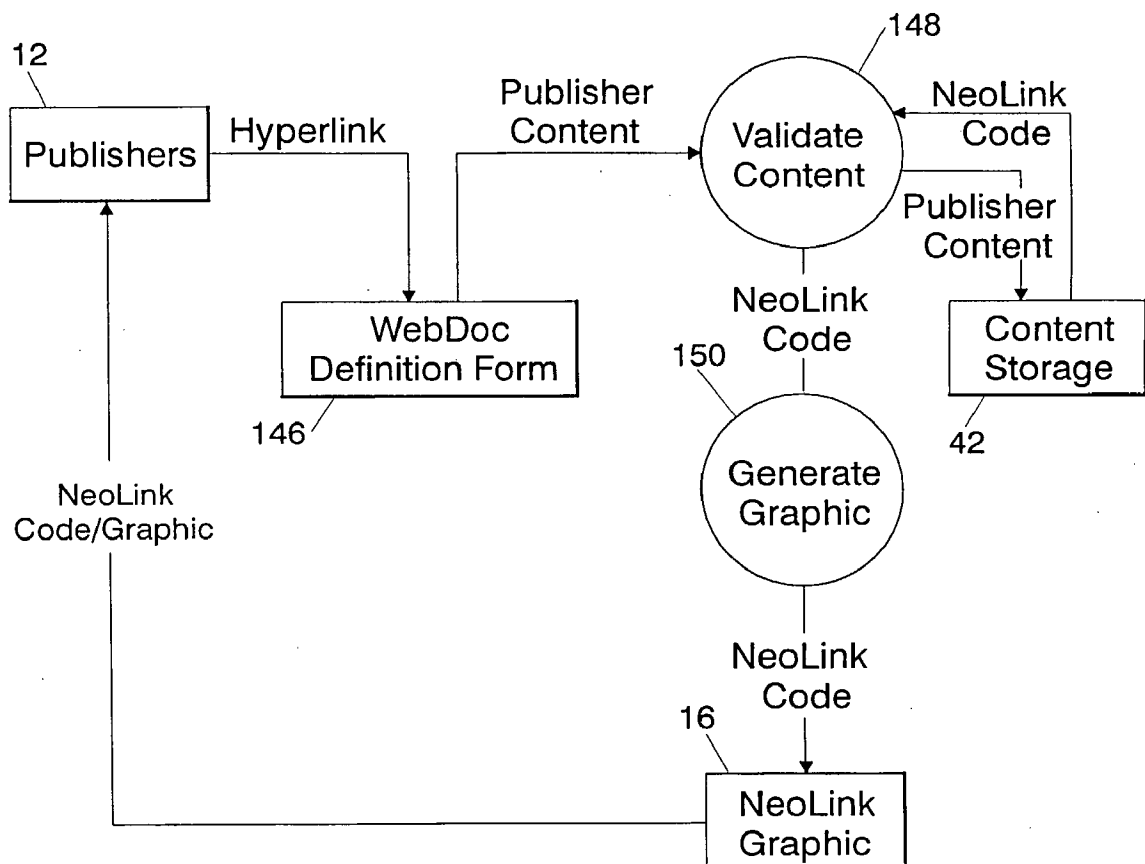 12
Publishers
Hyperlink
Publisher
Content
148
Validate
Content
NeoLink
Code
Publisher
Content
WebDoc
Definition Form
146
NeoLink
Code
Content
Storage
42
150
Generate
Graphic
NeoLink
Code/Graphic
NeoLink
Code
16
NeoLink
Graphic